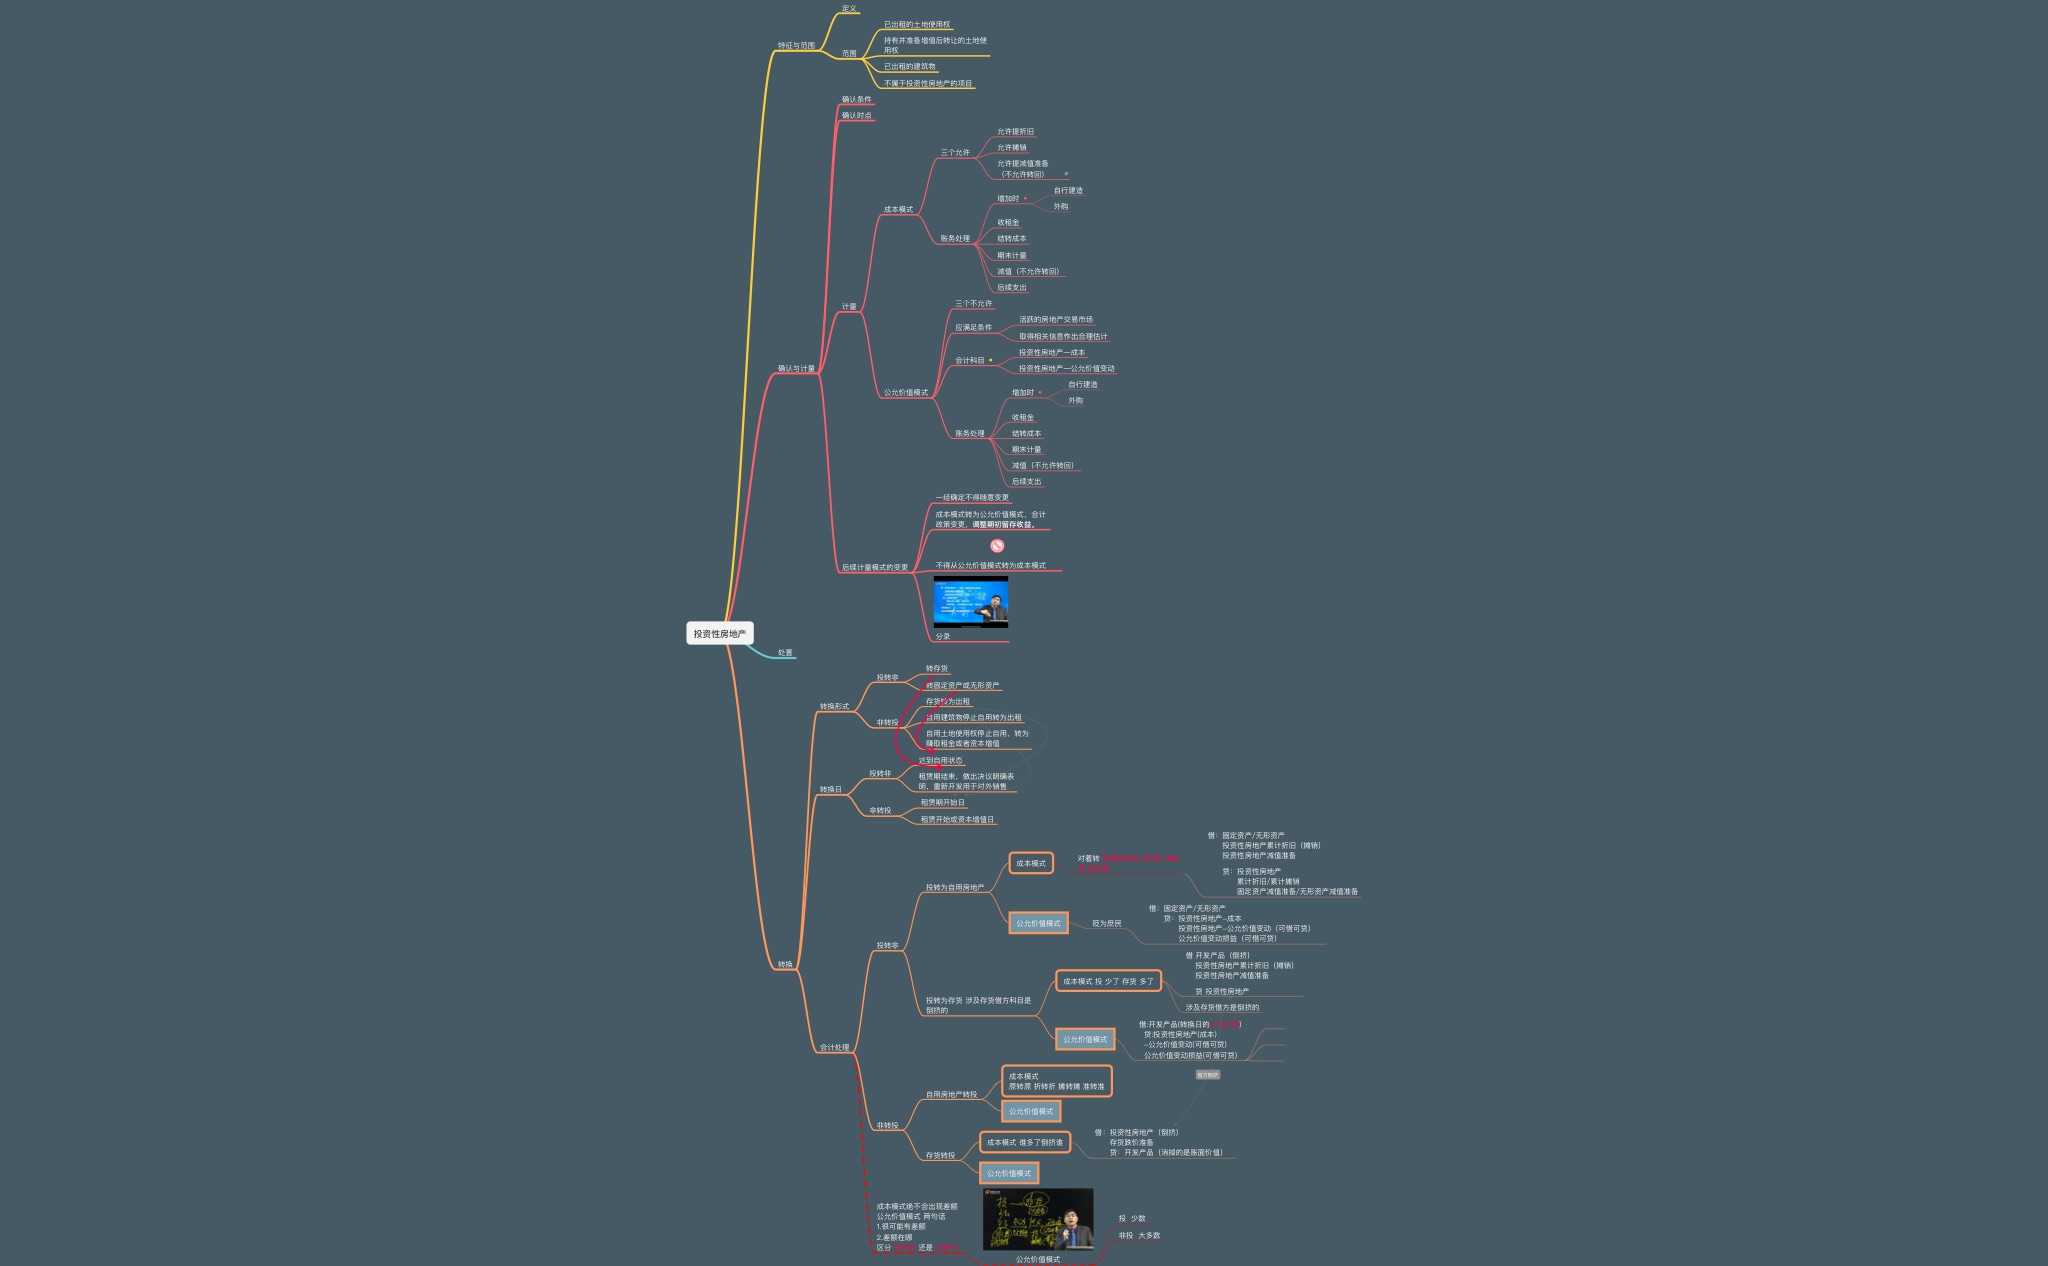 定义
特征与范围
已出租的土地使用权
持有并准备增值后转让的土地使
用权
范围
已出租的建筑物
不属于投资性房地产的项目
确认条件
确认时点
允许提折旧
三个允许
允许摊销
允许提减值准备
（不允许转回）
自行建造
增加时
外购
成本模式
收租金
账务处理
结转成本
期末计量
减值（不允许转回）
后续支出
计量
三个不允许
活跃的房地产交易市场
应满足条件
取得相关信息作出合理估计
投资性房地产—成本
会计科目
投资性房地产—公允价值变动
确认与计量
公允价值模式
自行建造
增加时
外购
收租金
账务处理
结转成本
期末计量
减值（不允许转回）
后续支出
一经确定不得随意变更
成本模式转为公允价值模式，会计
政策变更，调整期初留存收益。
后续计量模式的变更
不得从公允价值模式转为成本模式
分录
投资性房地产
处置
转存货
投转非
转固定资产或无形资产
转换形式
存货转为出租
非转投
自用建筑物停止自用转为出租
自用土地使用权停止自用，转为
赚取租金或者资本增值
达到自用状态
投转非
租赁期结束，做出决议明确表
明，重新开发用于对外销售
转换日
租赁期开始日
非转投
租赁开始或资本增值日
借：固定资产/无形资产
投资性房地产累计折旧（摊销）
投资性房地产减值准备
成本模式
对着转
贷：投资性房地产
累计折旧/累计摊销
固定资产减值准备/无形资产减值准备
投转为自用房地产
借：固定资产/无形资产
贷：投资性房地产-成本
公允价值模式
贬为庶民
投资性房地产-公允价值变动（可借可贷）
公允价值变动损益（可借可贷）
投转非
转换
借 开发产品（倒挤）
投资性房地产累计折旧（摊销）
投资性房地产减值准备
成本模式 投 少了 存货 多了
贷 投资性房地产
涉及存货借方是倒挤的
投转为存货 涉及存货借方科目是
倒挤的
借:开发产品(转换日的
)
贷:投资性房地产(成本)
公允价值模式
-公允价值变动(可借可贷)
公允价值变动损益(可借可贷)
会计处理
借方倒挤
成本模式
原转原 折转折 摊转摊 准转准
自用房地产转投
公允价值模式
非转投
借：投资性房地产（倒挤）
成本模式 谁多了倒挤谁
存货跌价准备
贷：开发产品（消掉的是账面价值）
存货转投
公允价值模式
成本模式绝不会出现差额
公允价值模式 两句话
1.很可能有差额
2.差额在哪
区分
还是
公允价值模式
投 少数
非投 大多数